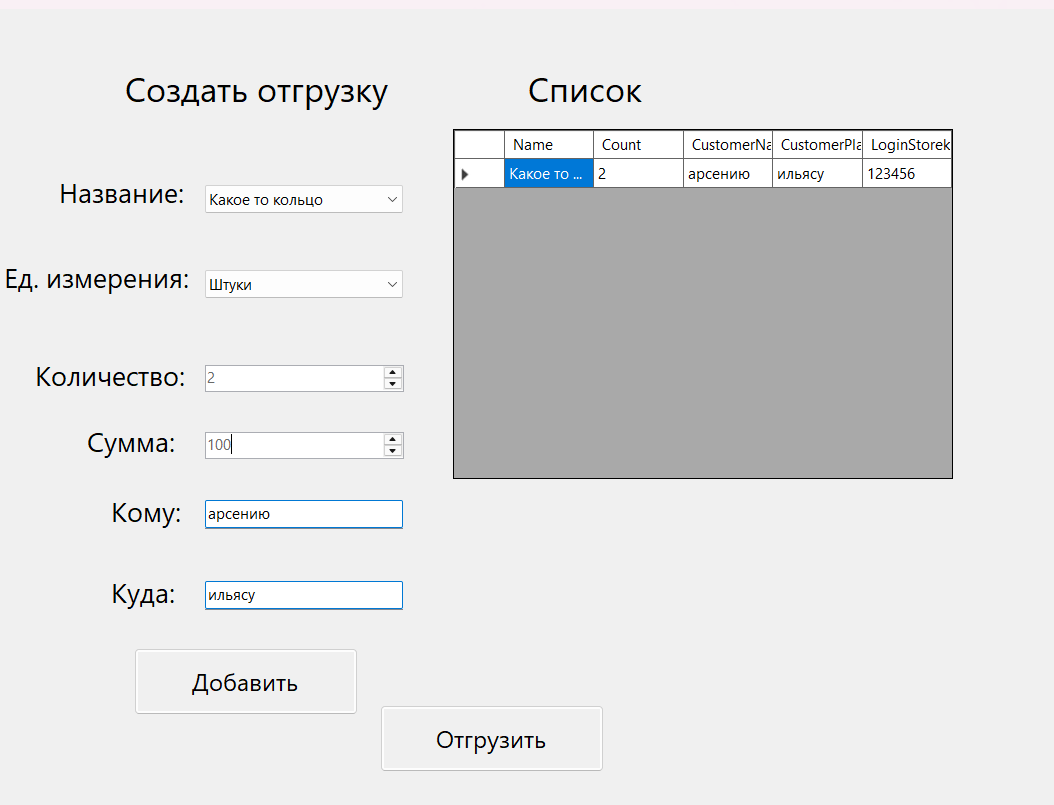 Создать отгрузку
Название: Какое то кольцо
Ед. измерения: Штуки
Количество: 2
Сумма: 100
Кому: арсению
Куда: ильясу
Добавить
Отгрузить
Список
Name Count CustomerNa CustomerPla LoginStorek
Какое то ... 2 арсению ильясу 123456